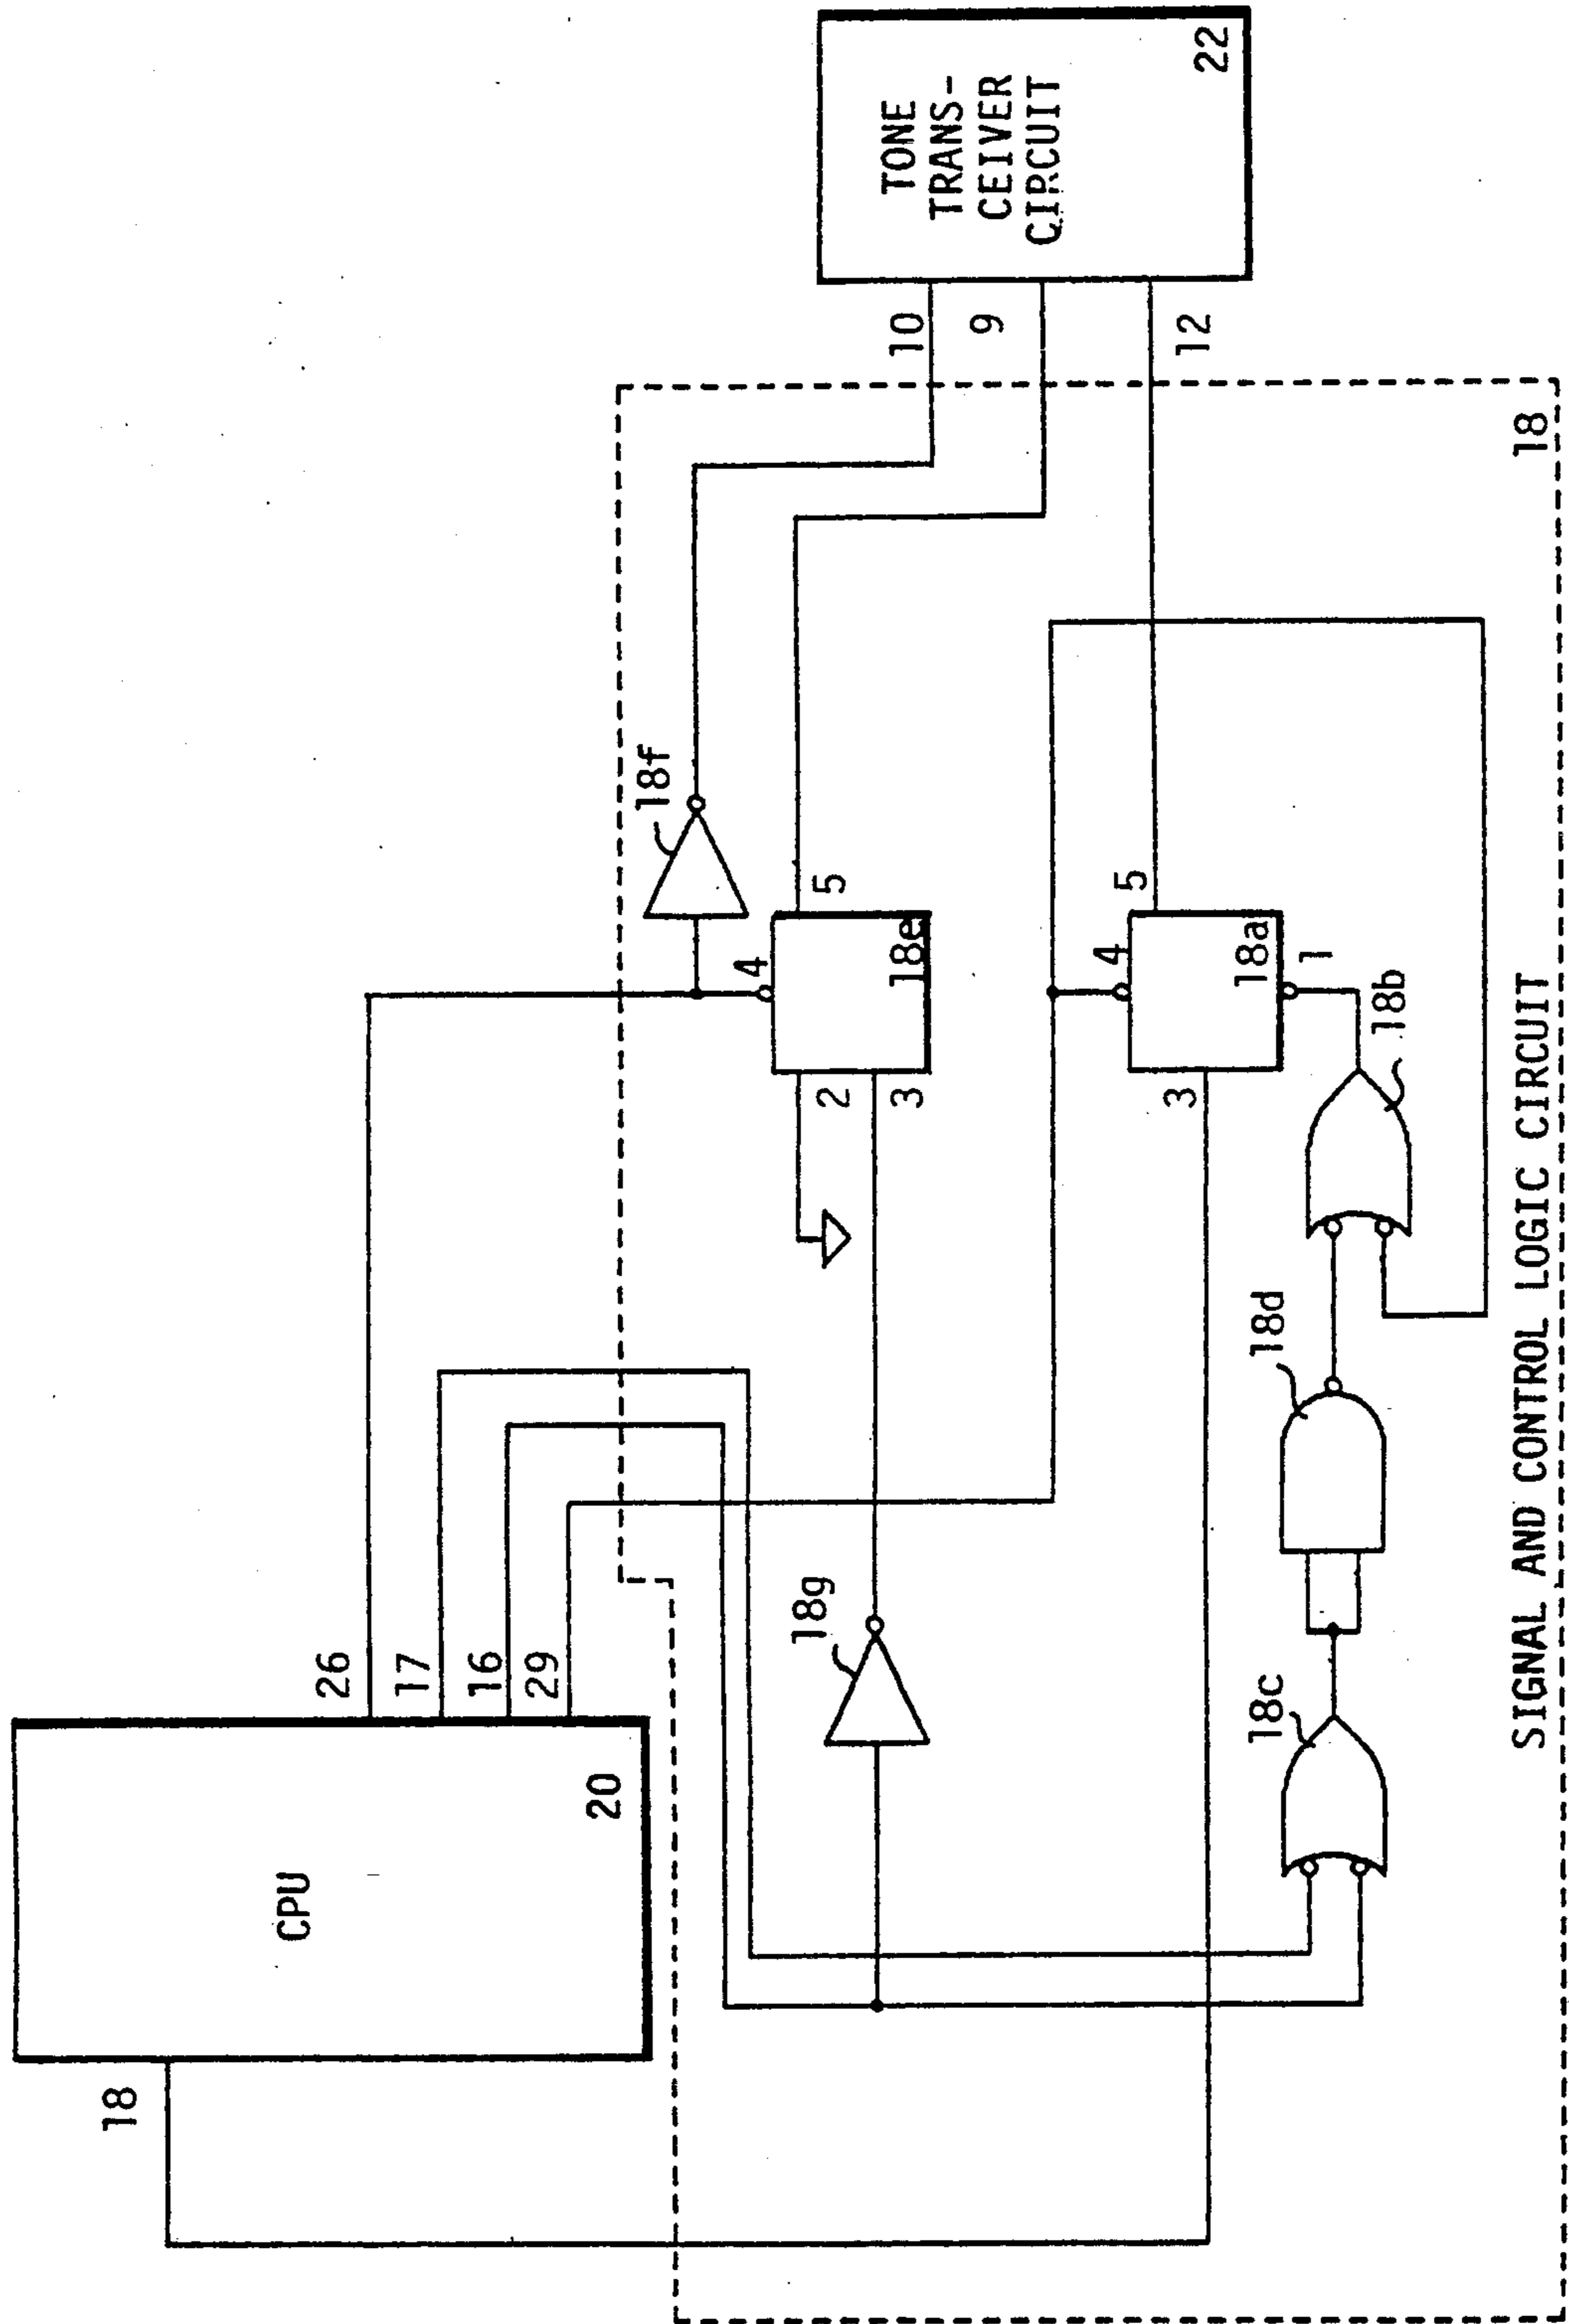 CPU
20
18
26
17
16
29
TONE
TRANS-
CEIVER
CIRCUIT
22
10
9
12
18f
4
5
18e
2
3
18g
4
5
18a
3
1
18b
18d
18c
18
SIGNAL AND CONTROL LOGIC CIRCUIT